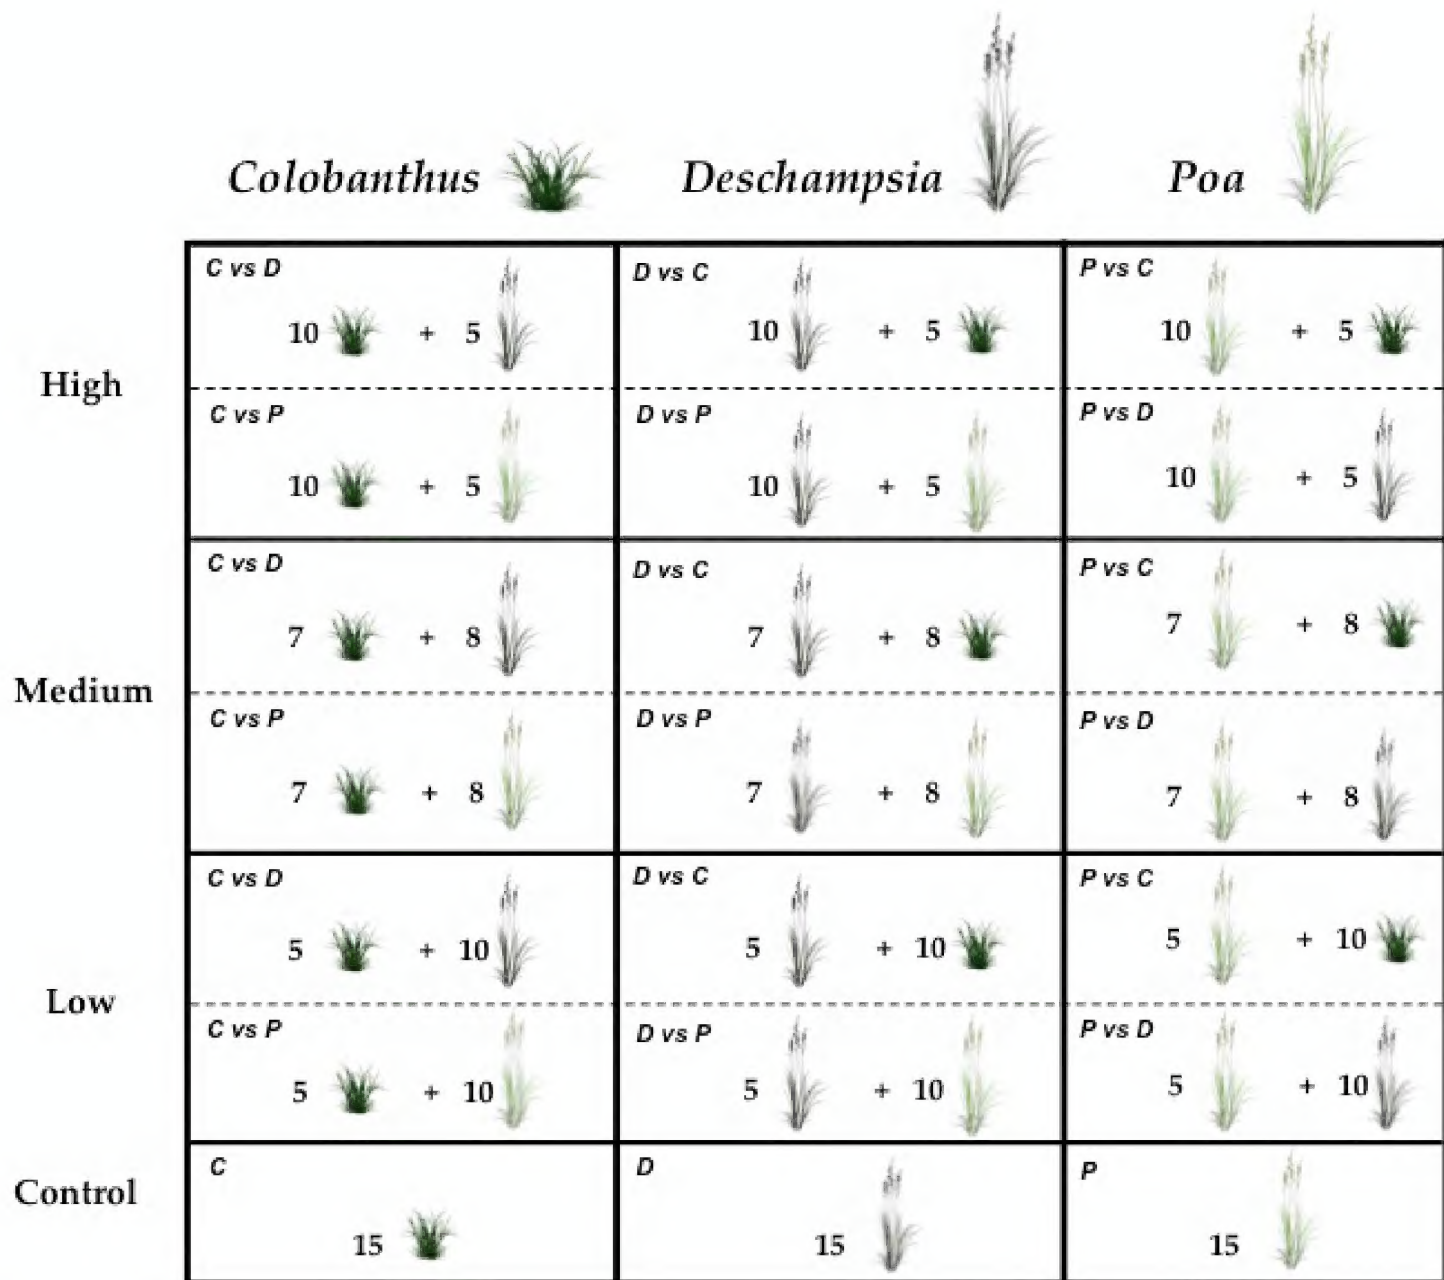 Colobanthus Deschampsia Poa
High
C vs D D vs C P vs C
10 + 5 10 + 5 10 + 5
C vs P D vs P P vs D
10 + 5 10 + 5 10 + 5
Medium
C vs D D vs C P vs C
7 + 8 7 + 8 7 + 8
C vs P D vs P P vs D
7 + 8 7 + 8 7 + 8
Low
C vs D D vs C P vs C
5 + 10 5 + 10 5 + 10
C vs P D vs P P vs D
5 + 10 5 + 10 5 + 10
Control
C D P
15 15 15